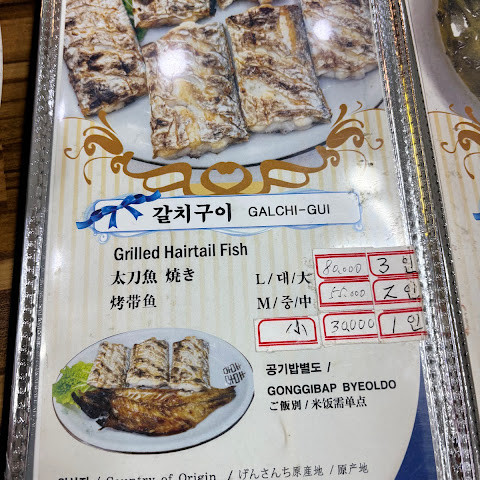 갈치구이 GALCHI-GUI
Grilled Hairtail Fish
太刀魚 焼き L/대/大 80,000 3인
烤带鱼 M/중/中 55,000 2인
小 30,000 1인
공기밥별도 /
GONGGIBAP BYEOLDO
ご飯別 / 米饭需单点
/ Country of Origin / げんさんち原産地 / 原产地